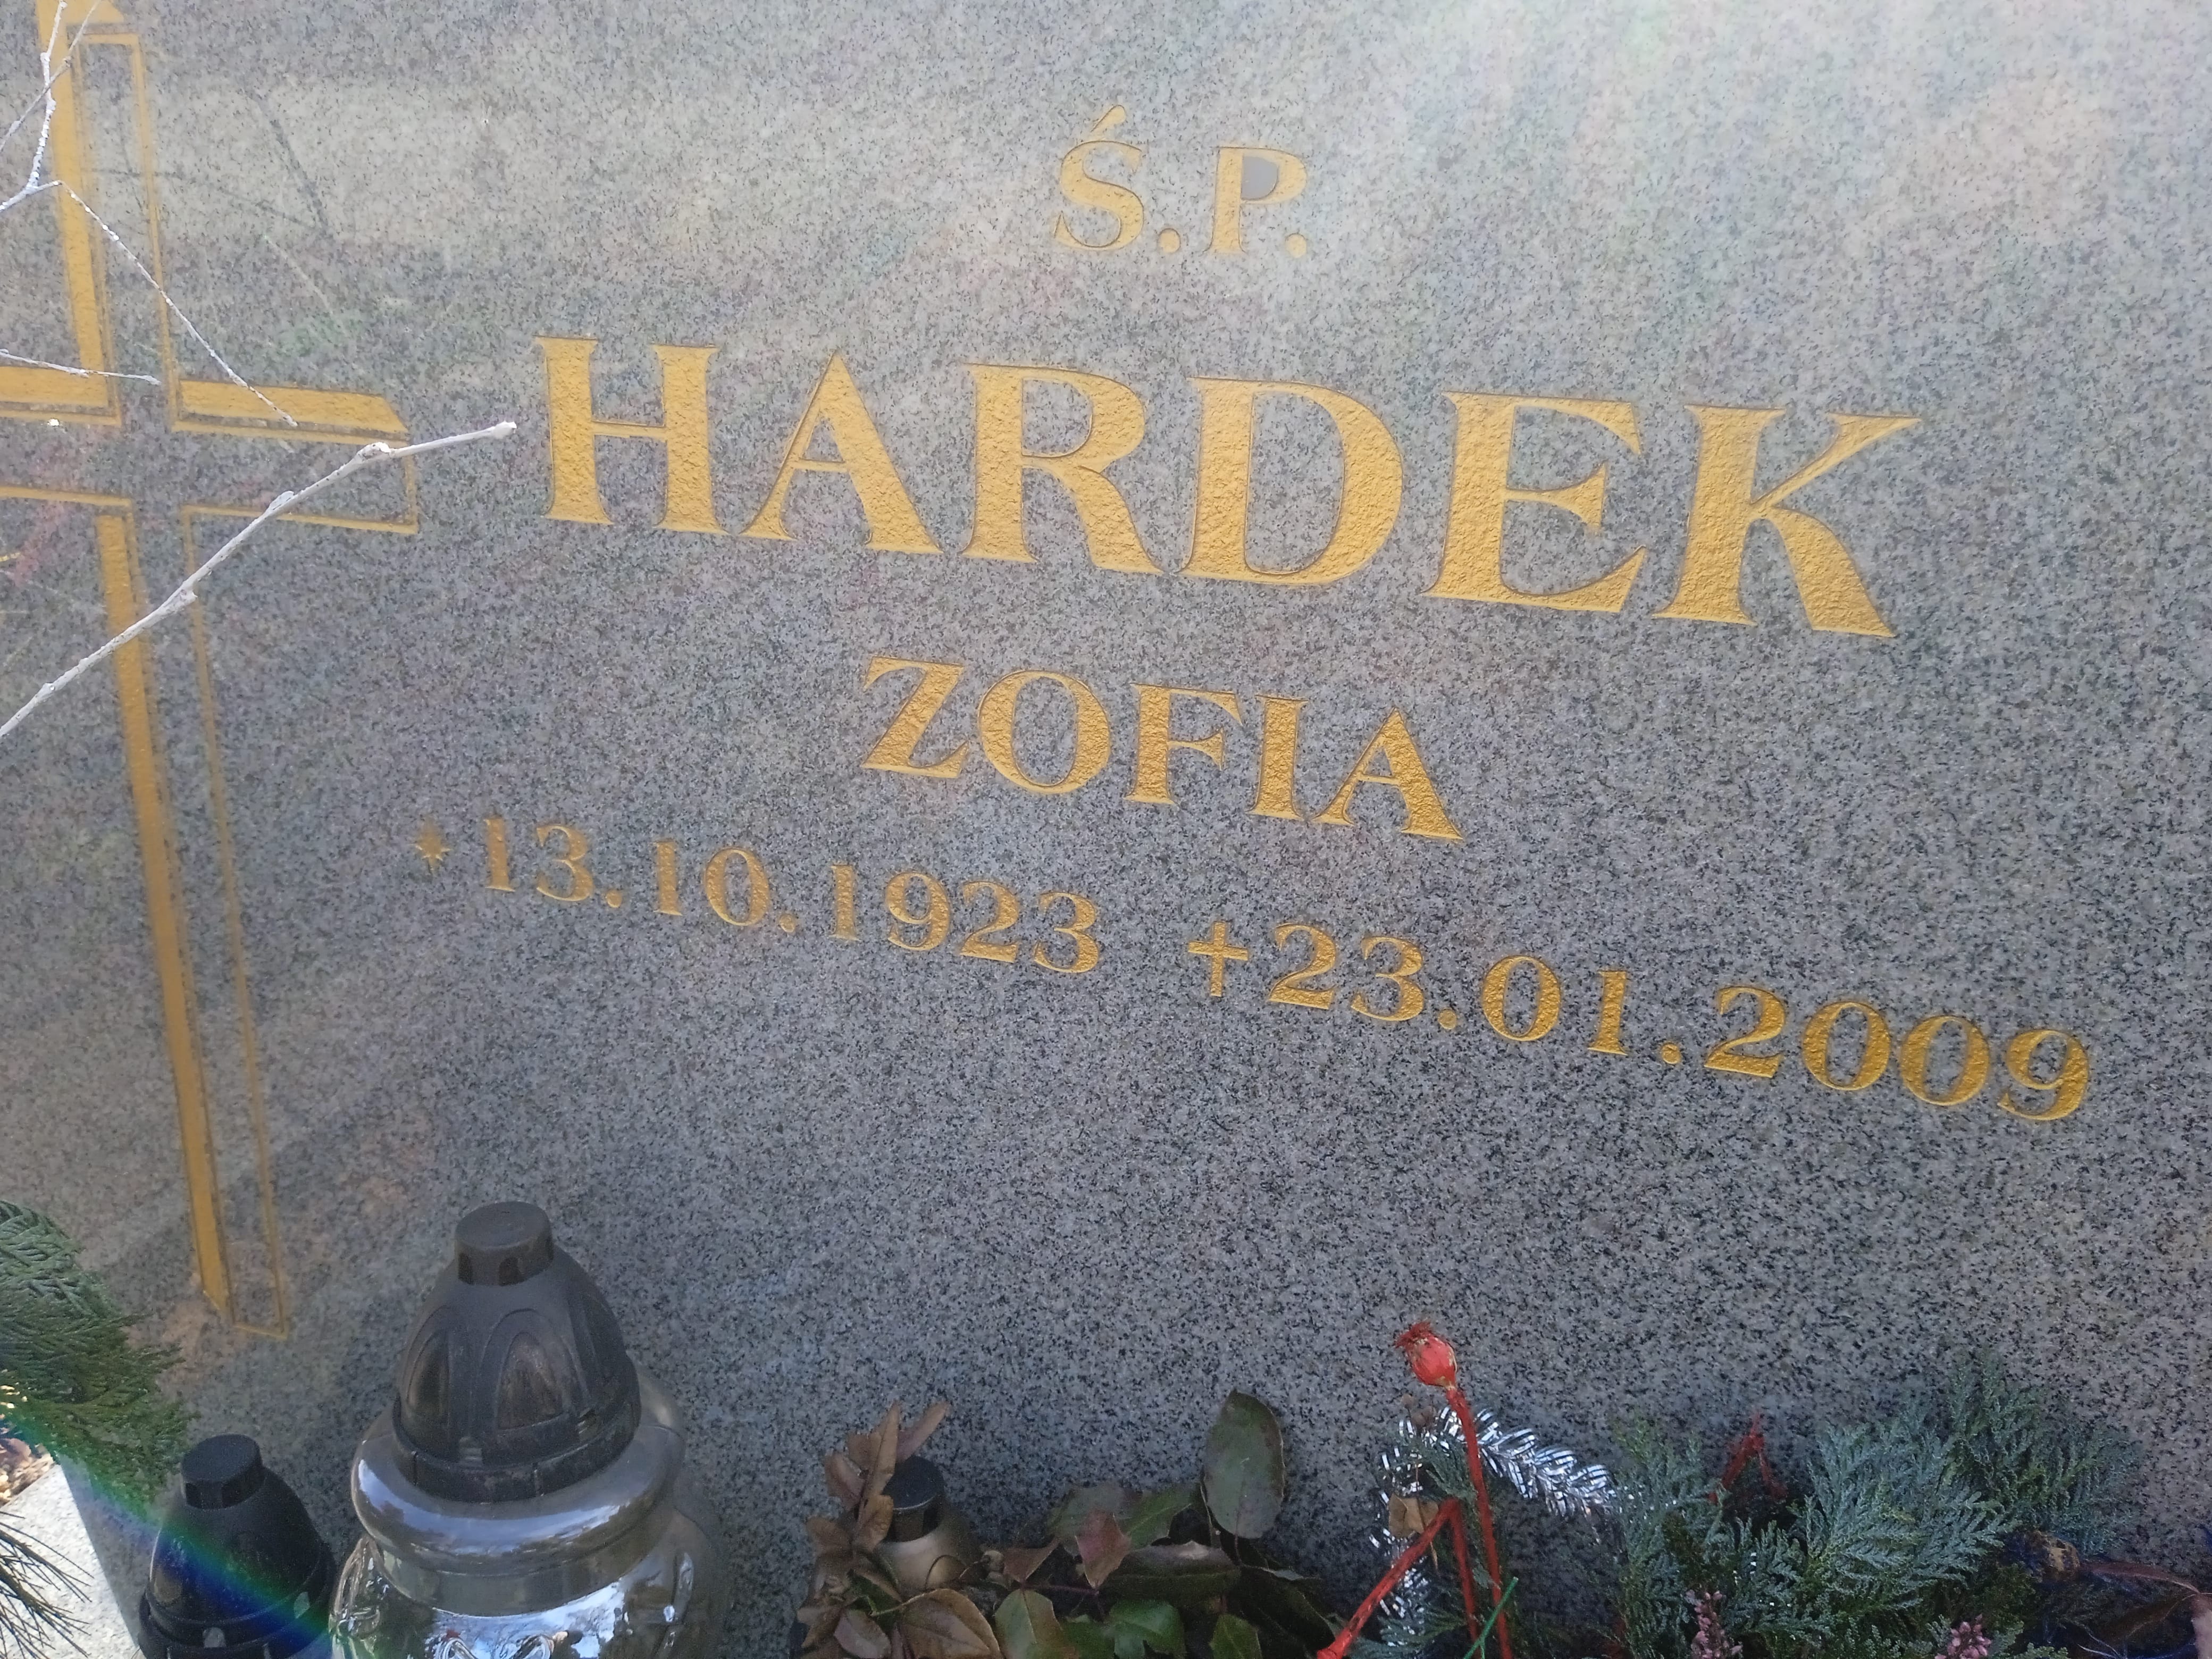 Ś.P.
HARDEK
ZOFIA
* 13.10.1923 †23.01.2009